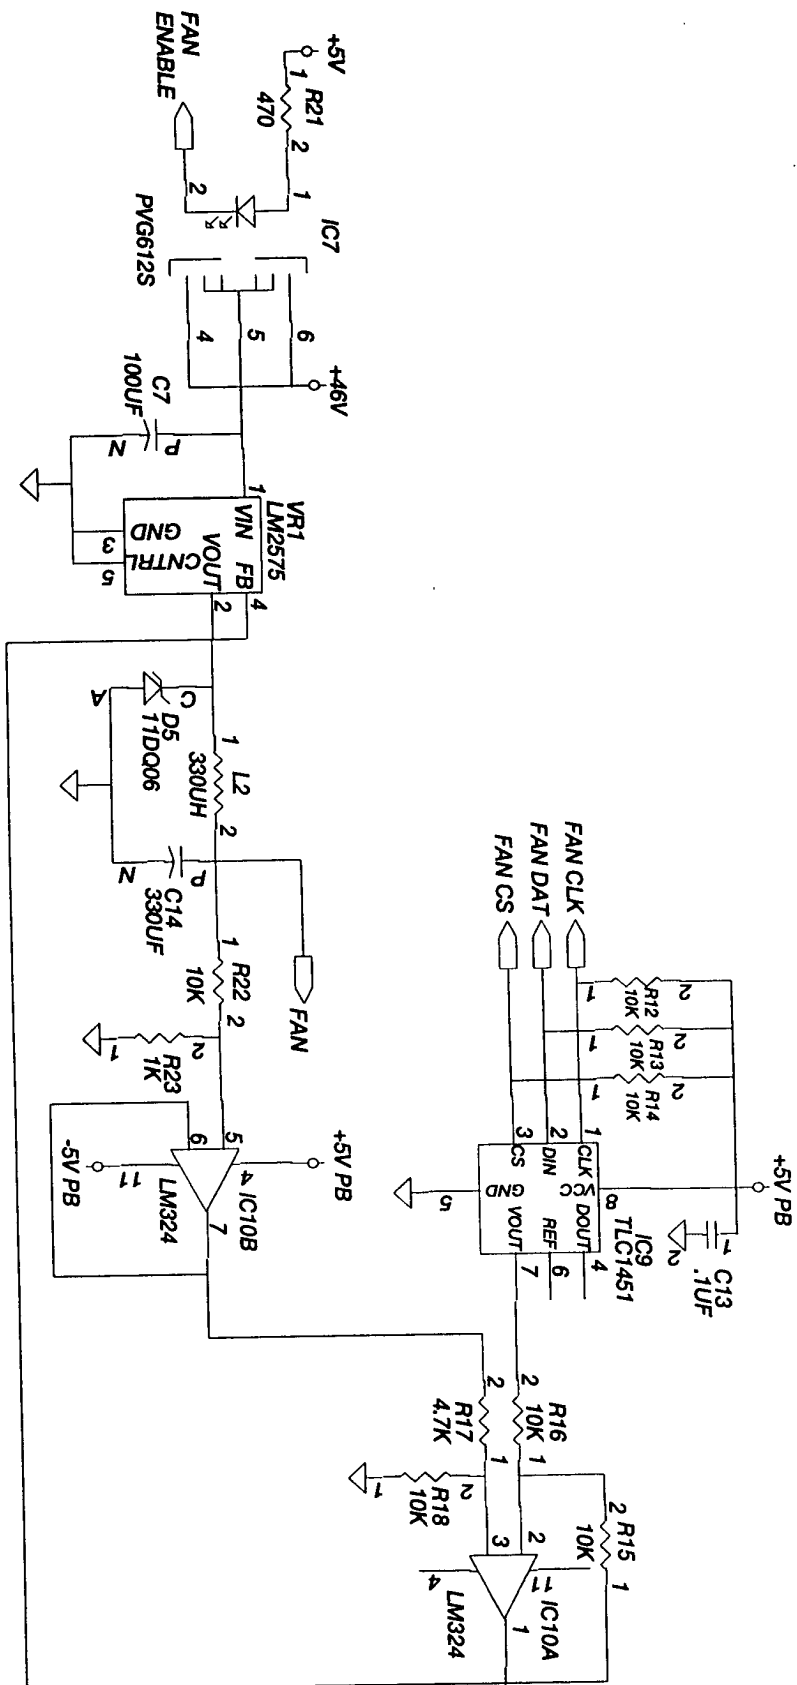 FAN
ENABLE
+5V
1
R21
470
2
1
2
IC7
PVG612S
4
5
6
+46V
C7
100UF
P
N
1
VR1
LM2575
VIN
FB
GND
3
CNTRL
5
VOUT
2
4
A
C
D5
11DQ06
1
L2
330UH
2
P
N
C14
330UF
FAN
1
R22
10K
2
2
1
R23
1K
-5V PB
+5V PB
6
5
11
4
IC10B
LM324
7
FAN CLK
FAN DAT
FAN CS
1
R12
10K
2
1
R13
10K
2
1
R14
10K
2
+5V PB
3
2
1
CS
DIN
CLK
GND
5
VCC
8
VOUT
REF
DOUT
7
6
4
IC9
TLC1451
1
2
C13
.1UF
2
R17
4.7K
1
2
R16
10K
1
2
1
R18
10K
2
R15
10K
1
3
2
4
11
IC10A
LM324
1